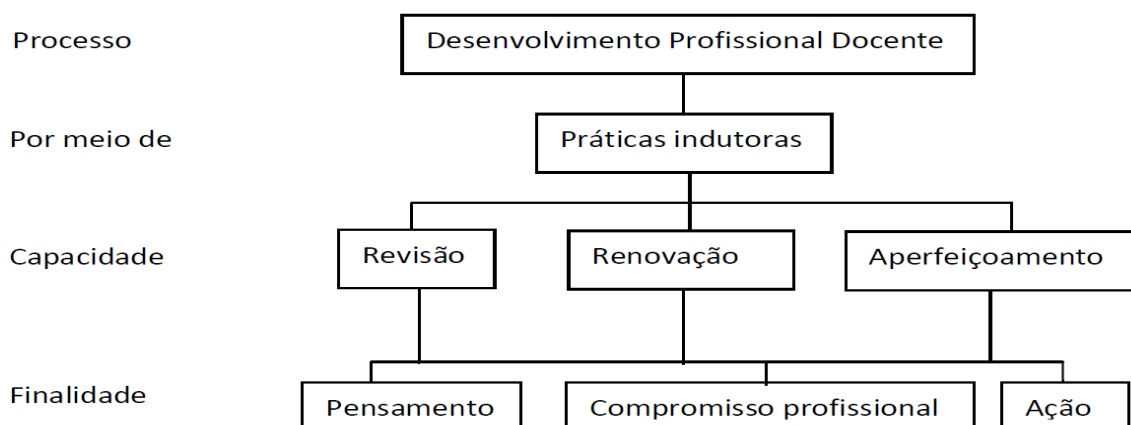 Processo
Desenvolvimento Profissional Docente
Por meio de
Práticas indutoras
Capacidade
Revisão
Renovação
Aperfeiçoamento
Finalidade
Pensamento
Compromisso profissional
Ação